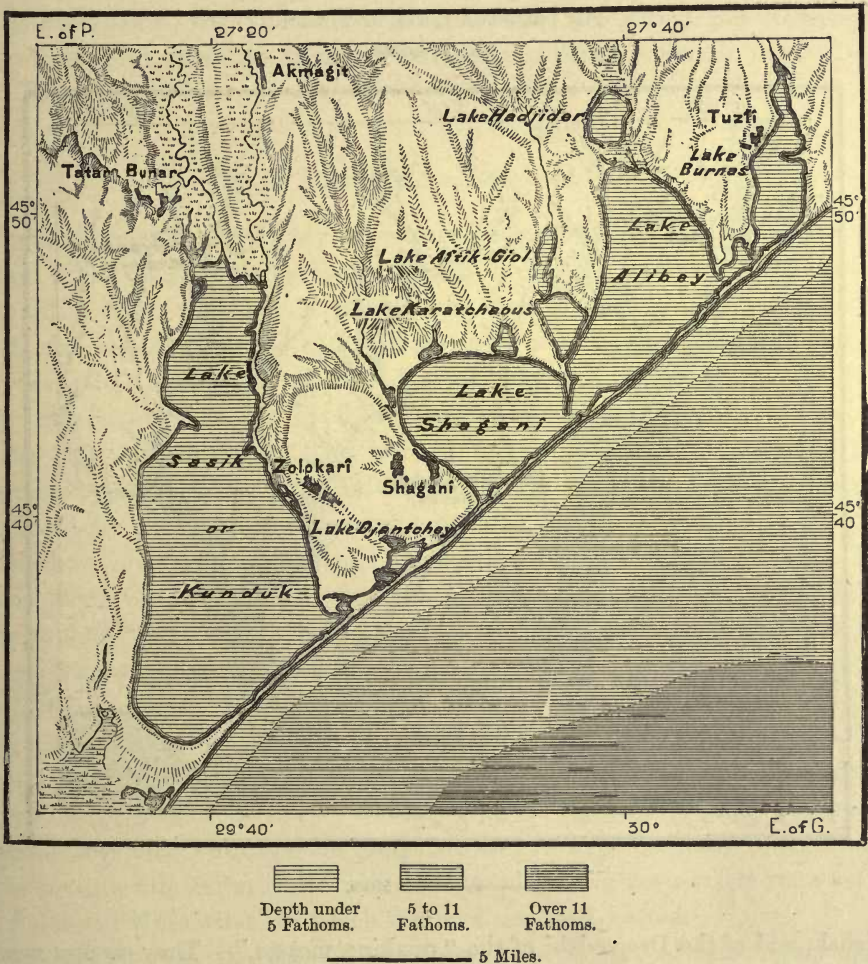 E. of P.
27°20'
27°40'
Akmagit
Lake Hadjider
Tuzli
Tatar Bunar
Lake
Burnas
45°
50'
45°
50'
Lake
Lake Altik-Giol
Alibey
Lake Karatchaous
Lake
Lake
Shagani
Sasik
Zolokari
Shagani
45°
40'
45°
40'
or
Lake Djantchey
Kunduk
29°40'
30°
E. of G.
Depth under
5 Fathoms.
5 to 11
Fathoms.
Over 11
Fathoms.
5 Miles.